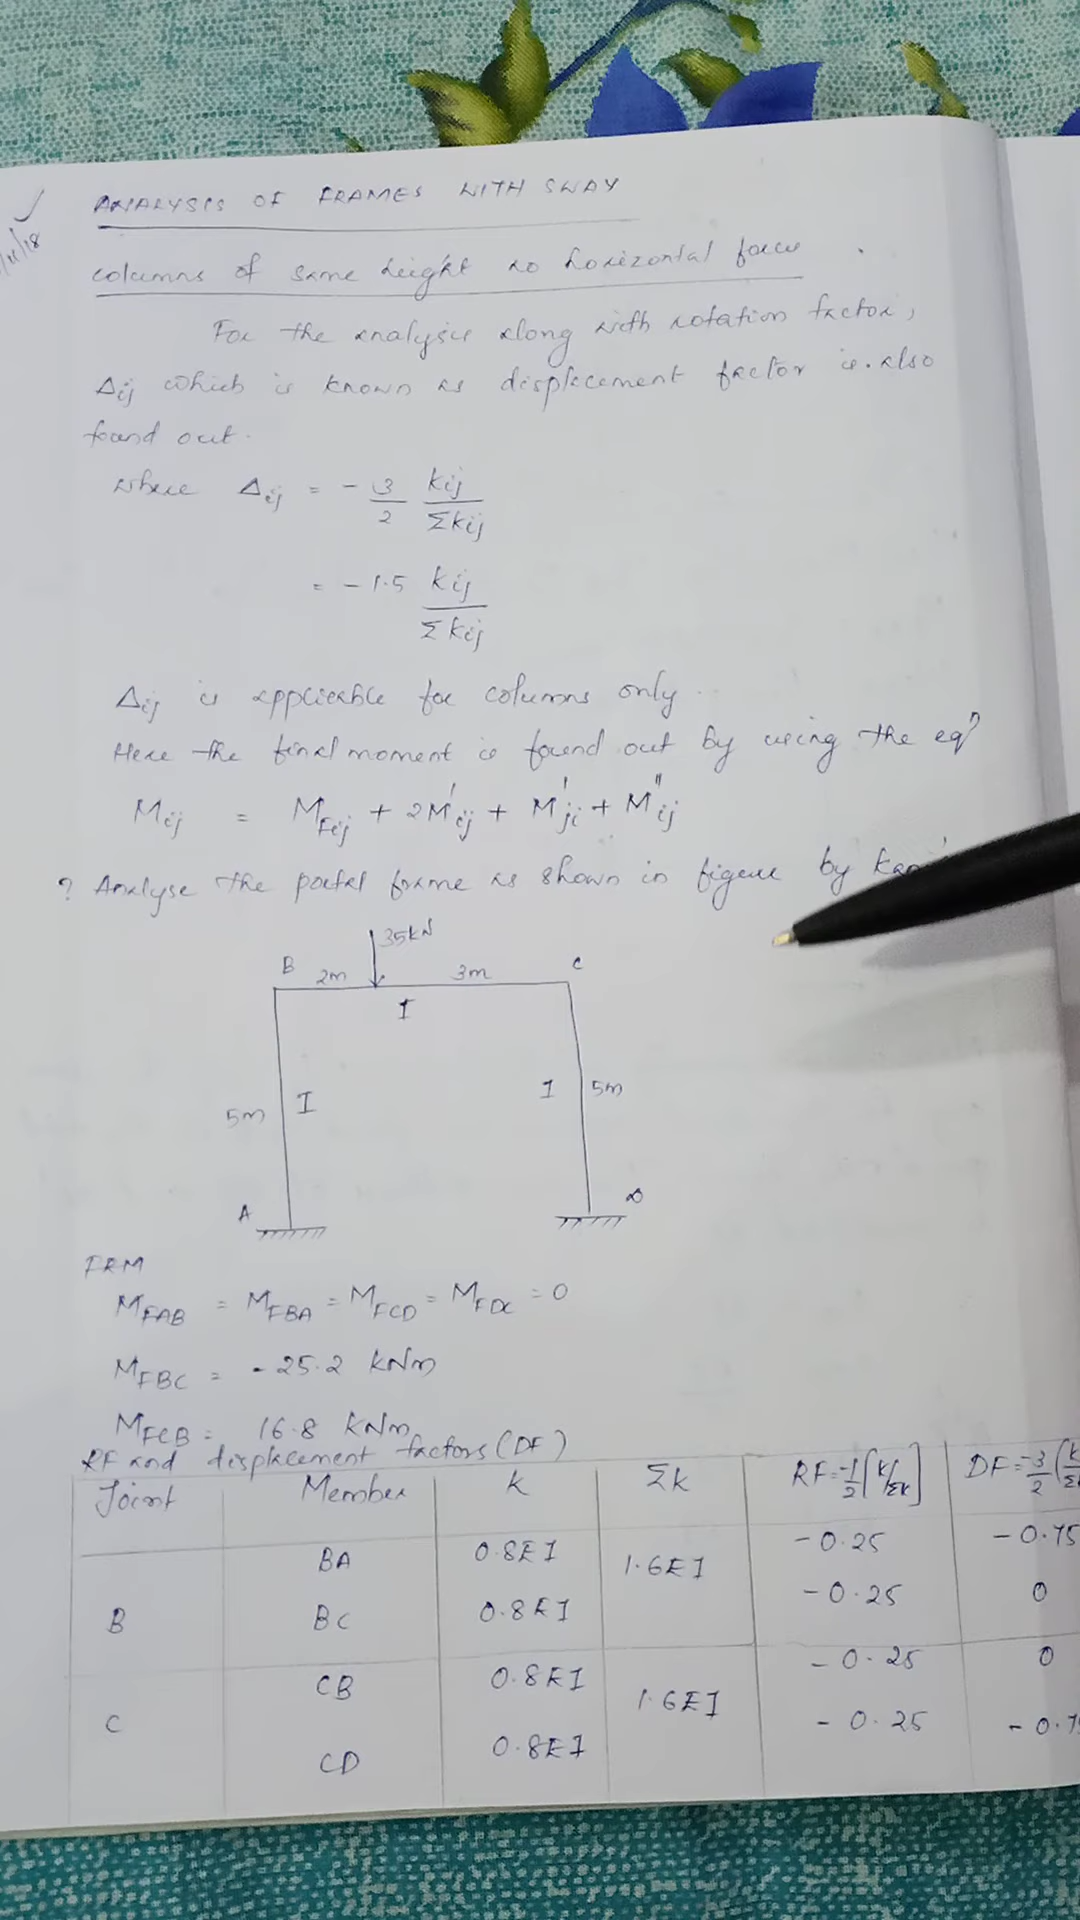 /11/18
ANALYSIS OF FRAMES WITH SWAY
columns of same height no horizontal force
For the analysis along with rotation factor,
Δij which is known as displacement factor is also
found out.
where Δij = - 3/2 kij/Σkij
= -1.5 kij/Σkij
Δij is applicable for columns only.
Here the final moment is found out by using the eqn
Mij = MFij + 2M'ij + M'ji + M''ij
? Analyse the portal frame as shown in figure by
35kN
B 2m 3m C
I
5m I I 5m
A D
FEM
MFAB = MFBA = MFCD = MFDC = 0
MFBC = -25.2 kNm
MFCB = 16.8 kNm
RF and displacement factors (DF)
Joint Member k Σk RF=-1/2[k/Σk] DF=-3/2(k/Σ
B BA 0.8EI 1.6EI -0.25 -0.75
BC 0.8EI -0.25 0
C CB 0.8EI 1.6EI -0.25 0
CD 0.8EI -0.25 -0.7